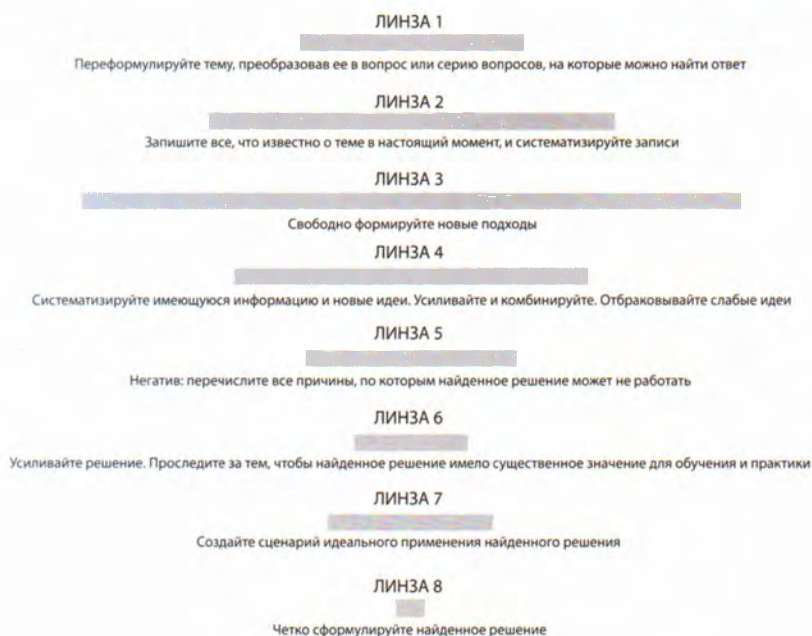 ЛИНЗА 1
Переформулируйте тему, преобразовав ее в вопрос или серию вопросов, на которые можно найти ответ
ЛИНЗА 2
Запишите все, что известно о теме в настоящий момент, и систематизируйте записи
ЛИНЗА 3
Свободно формируйте новые подходы
ЛИНЗА 4
Систематизируйте имеющуюся информацию и новые идеи. Усиливайте и комбинируйте. Отбраковывайте слабые идеи
ЛИНЗА 5
Негатив: перечислите все причины, по которым найденное решение может не работать
ЛИНЗА 6
Усиливайте решение. Проследите за тем, чтобы найденное решение имело существенное значение для обучения и практики
ЛИНЗА 7
Создайте сценарий идеального применения найденного решения
ЛИНЗА 8
Четко сформулируйте найденное решение